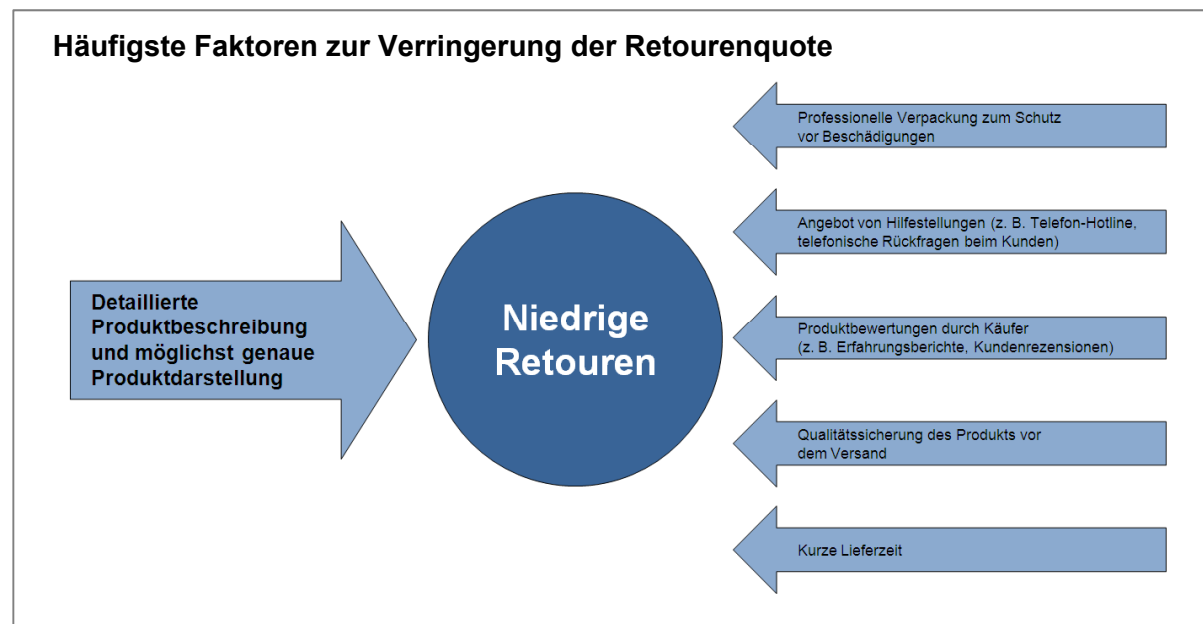 Häufigste Faktoren zur Verringerung der Retourenquote
Detaillierte
Produktbeschreibung
und möglichst genaue
Produktdarstellung
Niedrige
Retouren
Professionelle Verpackung zum Schutz
vor Beschädigungen
Angebot von Hilfestellungen (z. B. Telefon-Hotline,
telefonische Rückfragen beim Kunden)
Produktbewertungen durch Käufer
(z. B. Erfahrungsberichte, Kundenrezensionen)
Qualitätssicherung des Produkts vor
dem Versand
Kurze Lieferzeit